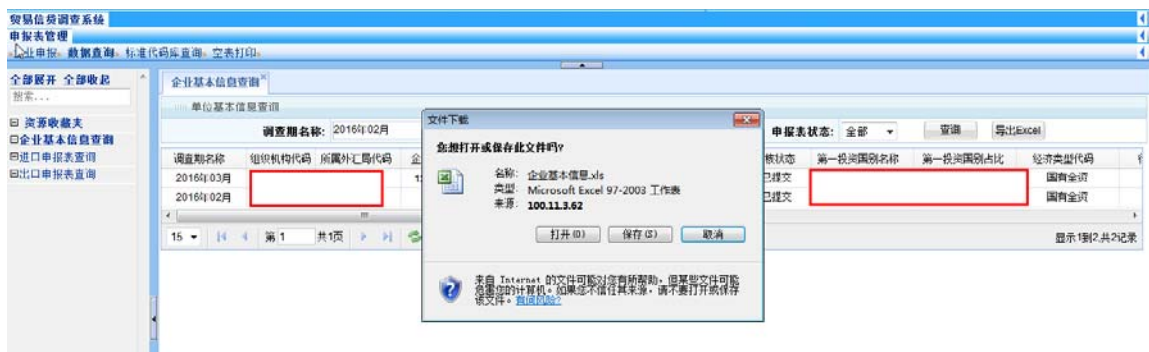 贸易信贷调查系统
申报表管理
企业申报 数据查询 标准代码库查询 空表打印
全部展开 全部收起
搜索...
资源收藏夹
企业基本信息查询
进口申报表查询
出口申报表查询
企业基本信息查询
单位基本信息查询
调查期名称: 2016年02月
申报表状态: 全部
查询
导出Excel
调查期名称 组织机构代码 所属外汇局代码 企
核状态 第一投资国别名称 第一投资国别占比 经济类型代码
2016年03月
已提交
国有全资
2016年02月
已提交
国有全资
15
第 1 共1页
显示1到2,共2记录
文件下载
您想打开或保存此文件吗?
名称: 企业基本信息.xls
类型: Microsoft Excel 97-2003 工作表
来源: 100.11.3.62
打开(O) 保存(S) 取消
来自 Internet 的文件可能对您有所帮助，但某些文件可能
危害您的计算机。如果您不信任其来源，请不要打开或保存
该文件。有何风险?